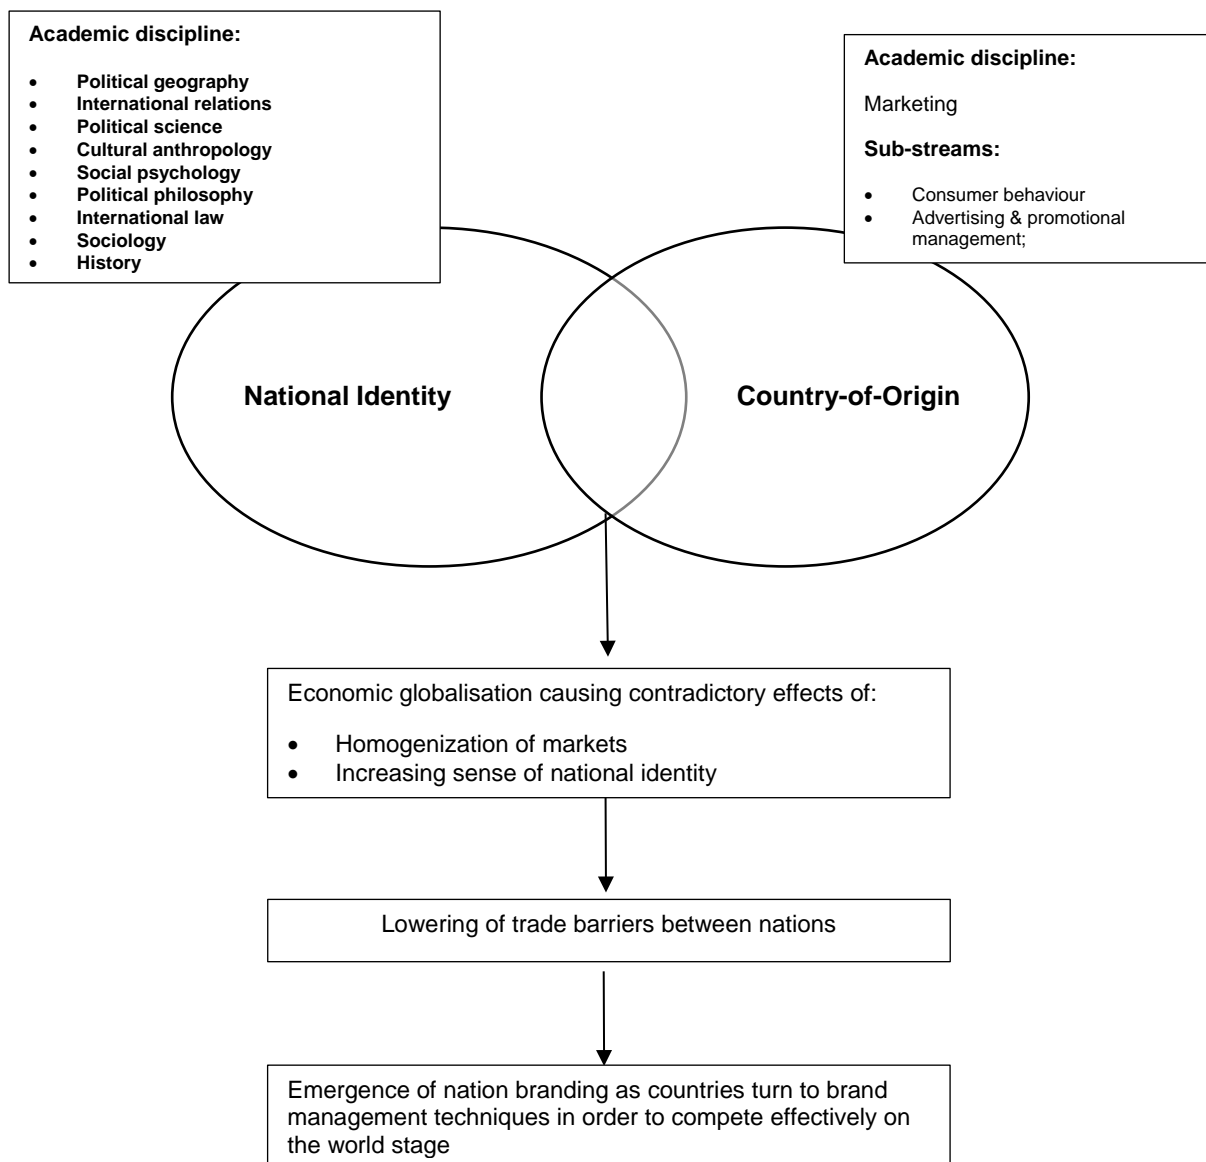 Academic discipline:
• Political geography
• International relations
• Political science
• Cultural anthropology
• Social psychology
• Political philosophy
• International law
• Sociology
• History
Academic discipline:
Marketing
Sub-streams:
• Consumer behaviour
• Advertising & promotional
management;
National Identity
Country-of-Origin
Economic globalisation causing contradictory effects of:
• Homogenization of markets
• Increasing sense of national identity
Lowering of trade barriers between nations
Emergence of nation branding as countries turn to brand
management techniques in order to compete effectively on
the world stage